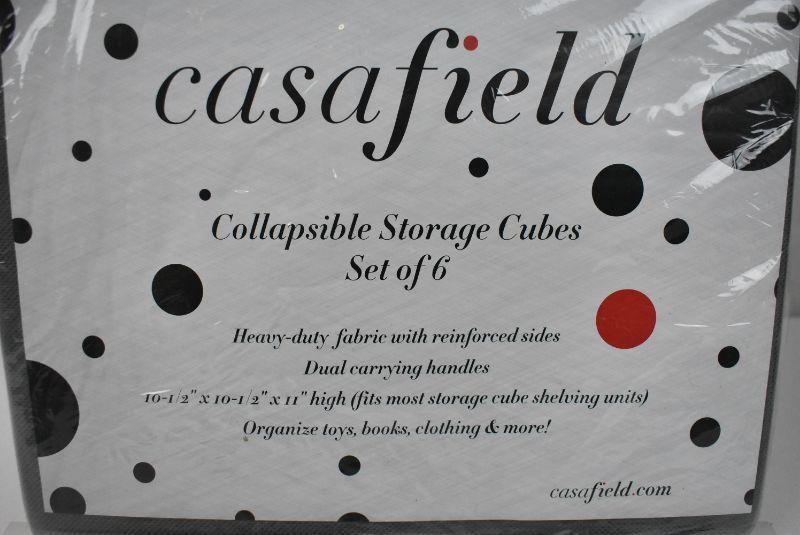 casafield
Collapsible Storage Cubes
Set of 6
Heavy-duty fabric with reinforced sides
Dual carrying handles
10-1/2" x 10-1/2" x 11" high (fits most storage cube shelving units)
Organize toys, books, clothing & more!
casafield.com